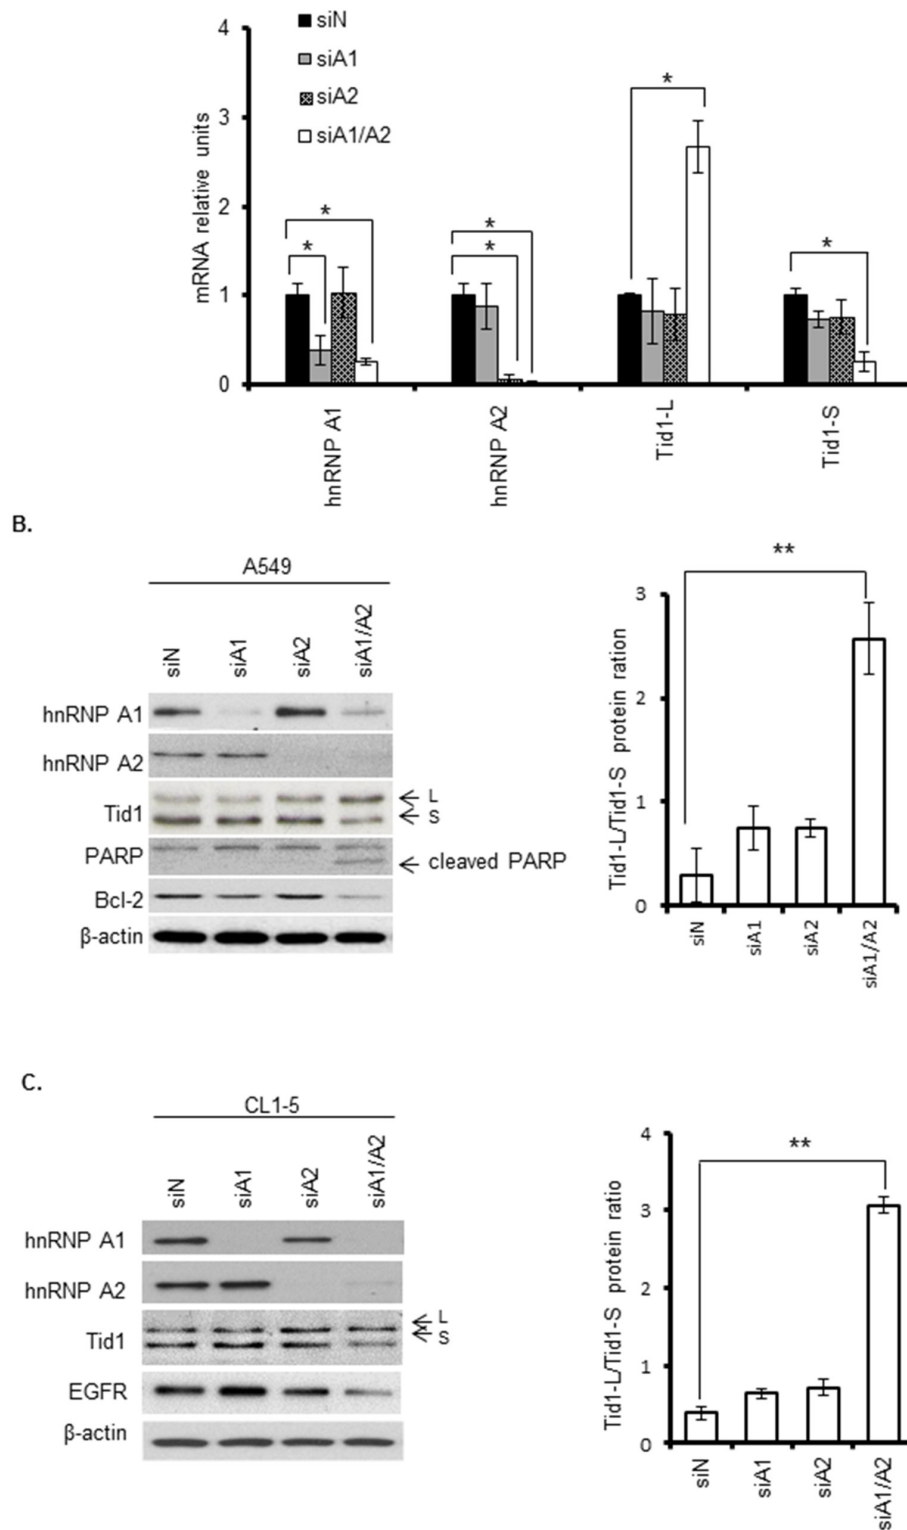 siN
siA1
siA2
siA1/A2
mRNA relative units
4
3
2
1
0
*
*
*
*
*
*
hnRNP A1
hnRNP A2
Tid1-L
Tid1-S
B.
A549
siN
siA1
siA2
siA1/A2
hnRNP A1
hnRNP A2
Tid1
L
S
PARP
cleaved PARP
Bcl-2
β-actin
**
Tid1-L/Tid1-S protein ration
3
2
1
0
siN
siA1
siA2
siA1/A2
C.
CL1-5
siN
siA1
siA2
siA1/A2
hnRNP A1
hnRNP A2
Tid1
L
S
EGFR
β-actin
**
Tid1-L/Tid1-S protein ratio
4
3
2
1
0
siN
siA1
siA2
siA1/A2